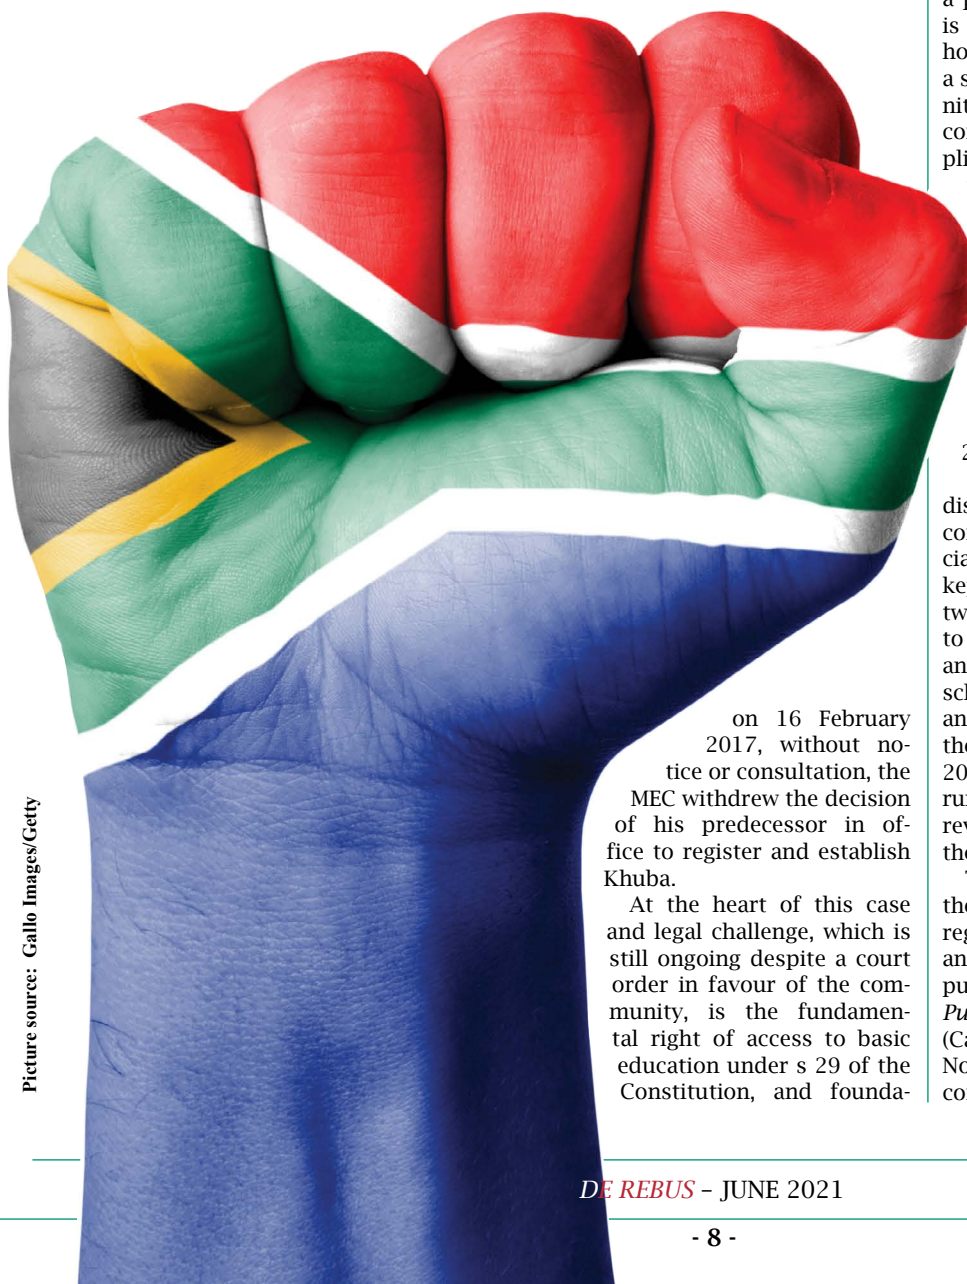 on 16 February
2017, without no-
tice or consultation, the
MEC withdrew the decision
of his predecessor in of-
fice to register and establish
Khuba.
At the heart of this case
and legal challenge, which is
still ongoing despite a court
order in favour of the com-
munity, is the fundamen-
tal right of access to basic
education under s 29 of the
Constitution, and founda-
Picture source: Gallo Images/Getty
DE REBUS – JUNE 2021
- 8 -